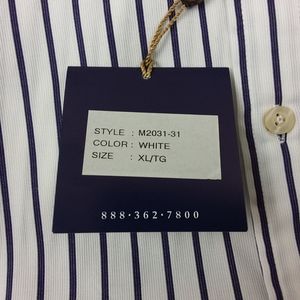 STYLE : M2031-31
COLOR : WHITE
SIZE : XL/TG
888·362·7800